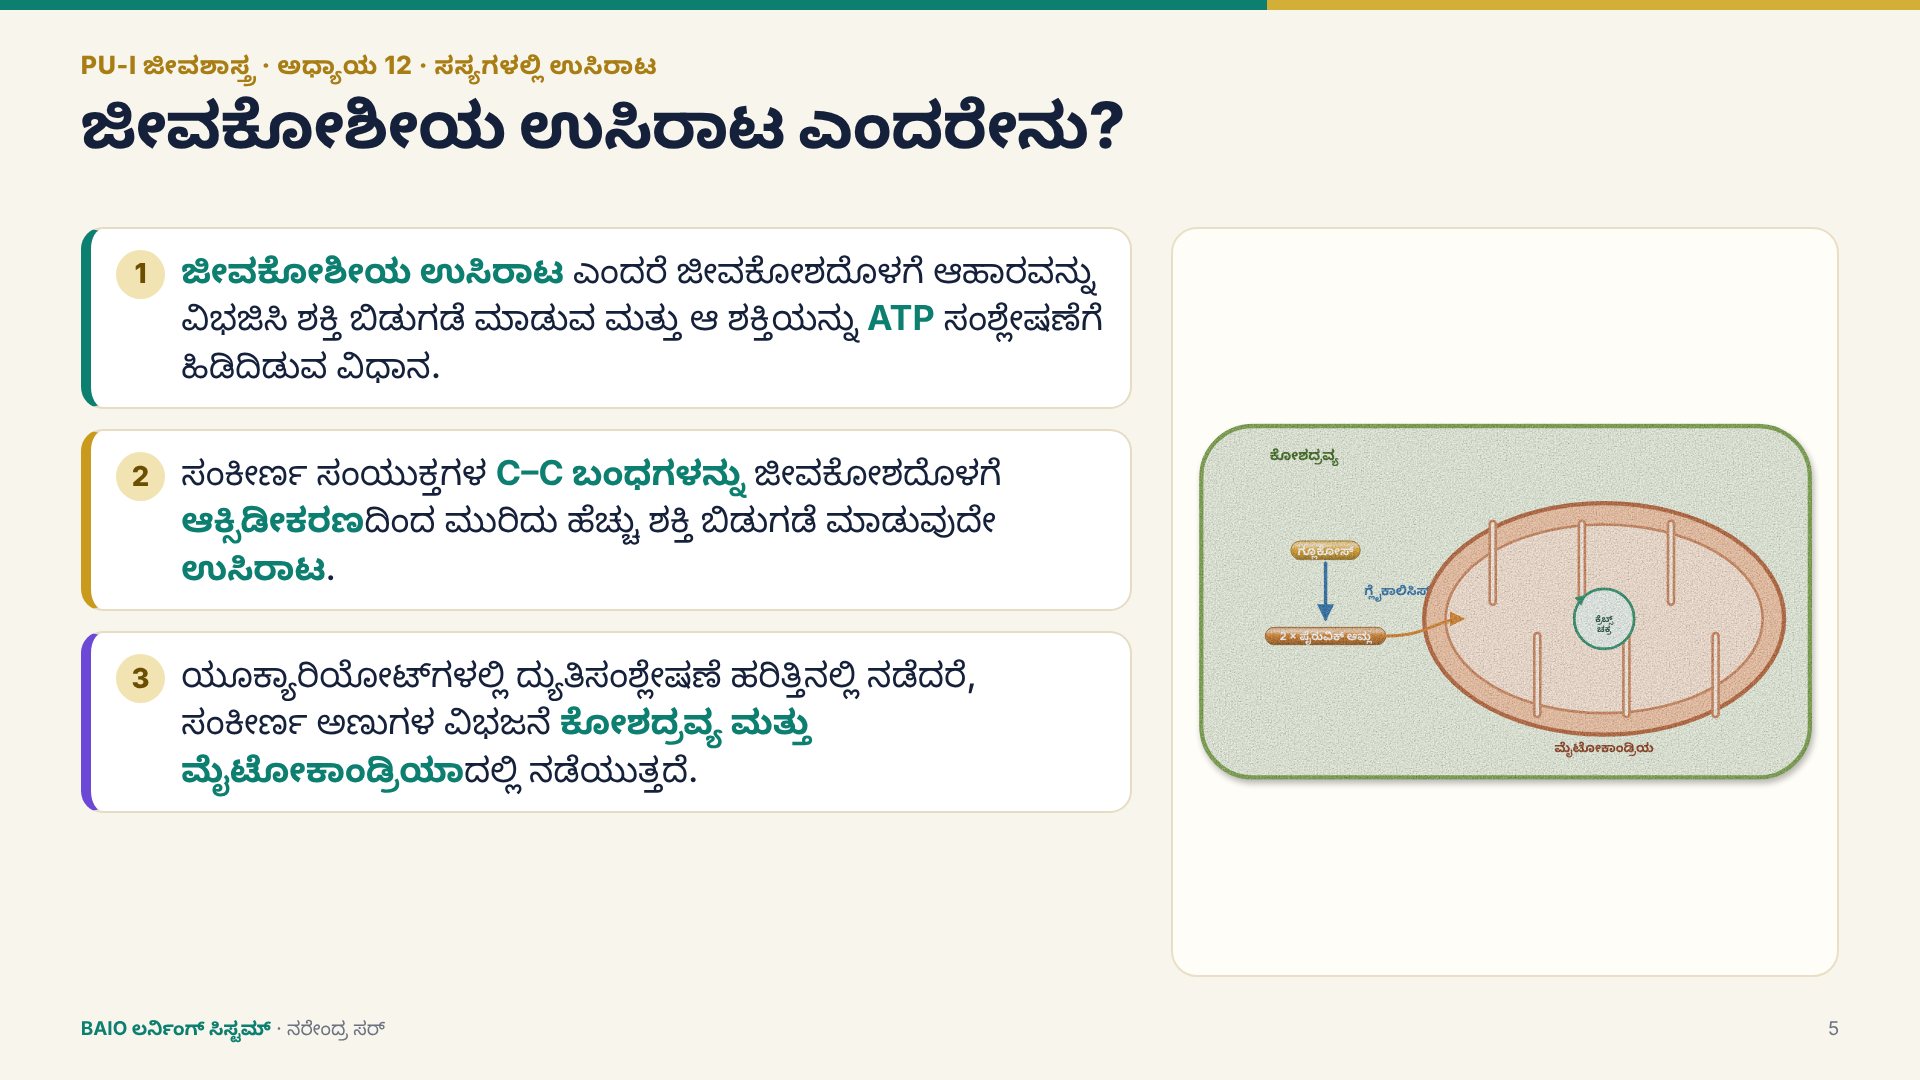 PU-I ಜೀವಶಾಸ್ತ್ರ · ಅಧ್ಯಾಯ 12 · ಸಸ್ಯಗಳಲ್ಲಿ ಉಸಿರಾಟ
ಜೀವಕೋಶೀಯ ಉಸಿರಾಟ ಎಂದರೇನು?
1
ಜೀವಕೋಶೀಯ ಉಸಿರಾಟ ಎಂದರೆ ಜೀವಕೋಶದೊಳಗೆ ಆಹಾರವನ್ನು
ವಿಭಜಿಸಿ ಶಕ್ತಿ ಬಿಡುಗಡೆ ಮಾಡುವ ಮತ್ತು ಆ ಶಕ್ತಿಯನ್ನು ATP ಸಂಶ್ಲೇಷಣೆಗೆ
ಹಿಡಿದಿಡುವ ವಿಧಾನ.
2
ಸಂಕೀರ್ಣ ಸಂಯುಕ್ತಗಳ C–C ಬಂಧಗಳನ್ನು ಜೀವಕೋಶದೊಳಗೆ
ಆಕ್ಸಿಡೀಕರಣದಿಂದ ಮುರಿದು ಹೆಚ್ಚು ಶಕ್ತಿ ಬಿಡುಗಡೆ ಮಾಡುವುದೇ
ಉಸಿರಾಟ.
3
ಯೂಕ್ಯಾರಿಯೋಟ್‌ಗಳಲ್ಲಿ ದ್ಯುತಿಸಂಶ್ಲೇಷಣೆ ಹರಿತ್ತಿನಲ್ಲಿ ನಡೆದರೆ,
ಸಂಕೀರ್ಣ ಅಣುಗಳ ವಿಭಜನೆ ಕೋಶದ್ರವ್ಯ ಮತ್ತು
ಮೈಟೋಕಾಂಡ್ರಿಯಾದಲ್ಲಿ ನಡೆಯುತ್ತದೆ.
ಕೋಶದ್ರವ್ಯ
ಗ್ಲೂಕೋಸ್
ಗ್ಲೈಕಾಲಿಸಿಸ್
2 × ಪೈರುವಿಕ್ ಆಮ್ಲ
ಕ್ರೆಬ್ಸ್
ಚಕ್ರ
ಮೈಟೋಕಾಂಡ್ರಿಯ
BAIO ಲರ್ನಿಂಗ್ ಸಿಸ್ಟಮ್ · ನರೇಂದ್ರ ಸರ್
5